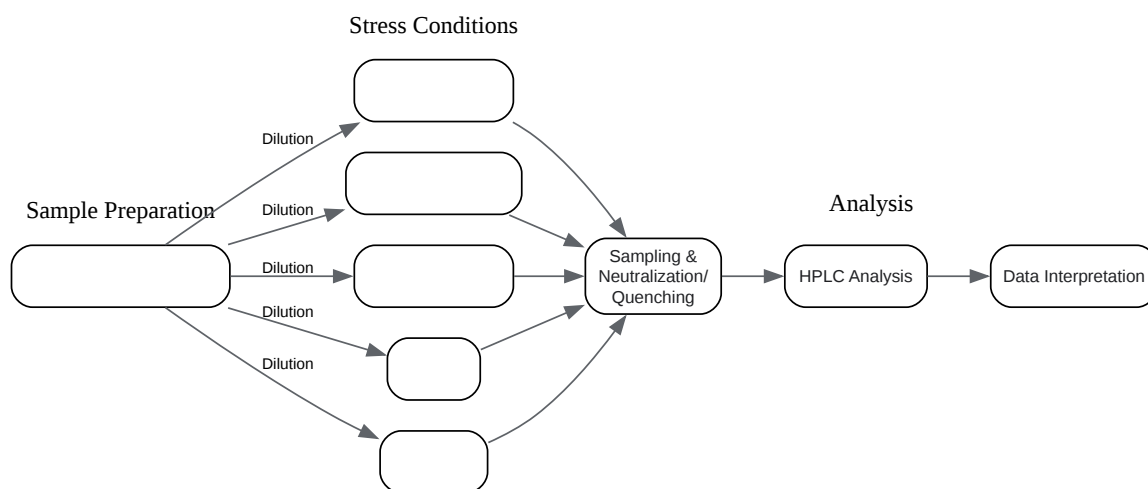 Stress Conditions
Dilution
Dilution
Sample Preparation
Analysis
Dilution
Sampling &
Neutralization/
Quenching
HPLC Analysis
Data Interpretation
Dilution
Dilution